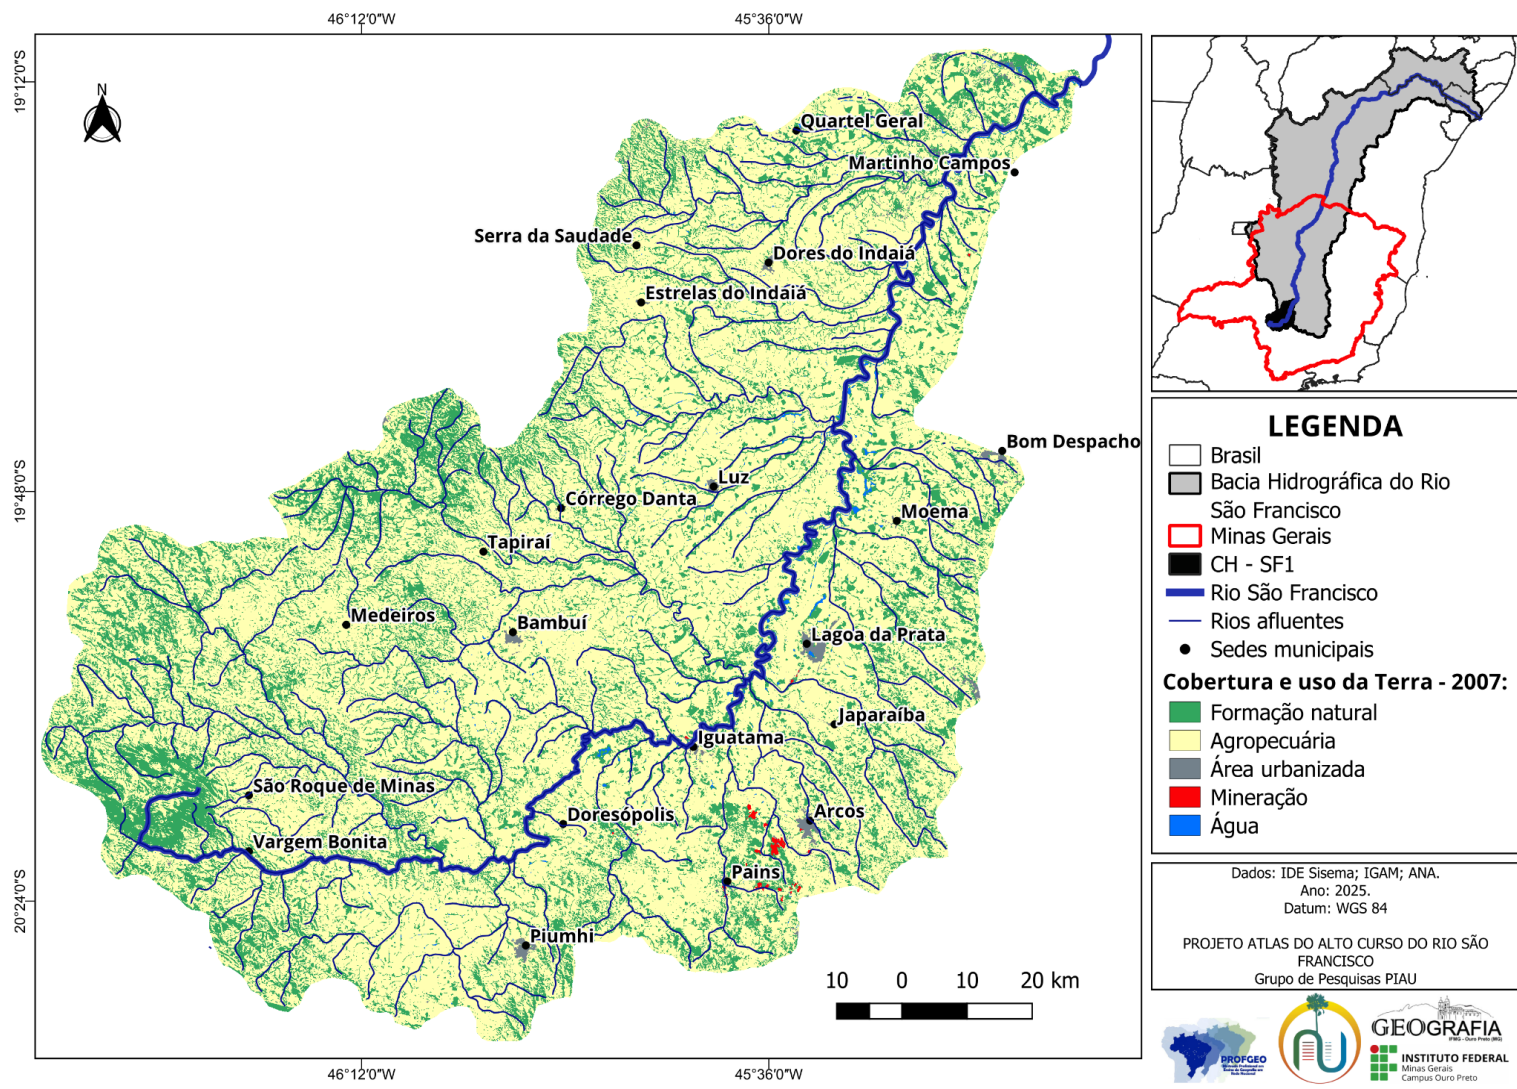 46°12'0"W
45°36'0"W
19°12'0"S
N
Quartel Geral
Martinho Campos
Serra da Saudade
Dores do Indaiá
Estrelas do Indaiá
Bom Despacho
19°48'0"S
Luz
Córrego Danta
Moema
Tapiraí
Medeiros
Bambuí
Lagoa da Prata
Japaraíba
Iguatama
São Roque de Minas
Doresópolis
Arcos
Vargem Bonita
Pains
20°24'0"S
Piumhi
10 0 10 20 km
46°12'0"W
45°36'0"W
LEGENDA
Brasil
Bacia Hidrográfica do Rio
São Francisco
Minas Gerais
CH - SF1
Rio São Francisco
Rios afluentes
Sedes municipais
Cobertura e uso da Terra - 2007:
Formação natural
Agropecuária
Área urbanizada
Mineração
Água
Dados: IDE Sisema; IGAM; ANA.
Ano: 2025.
Datum: WGS 84
PROJETO ATLAS DO ALTO CURSO DO RIO SÃO
FRANCISCO
Grupo de Pesquisas PIAU
PROFGEO
GEOGRAFIA
IFMG - Ouro Preto (MG)
INSTITUTO FEDERAL
Minas Gerais
Campus Ouro Preto